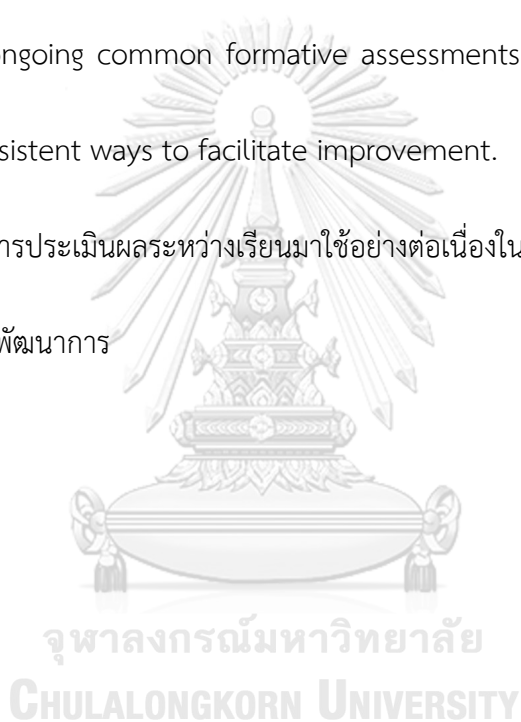 ngoing common formative assessments
sistent ways to facilitate improvement.
ารประเมินผลระหว่างเรียนมาใช้อย่างต่อเนื่องใน
พัฒนาการ
จุฬาลงกรณ์มหาวิทยาลัย
CHULALONGKORN UNIVERSITY